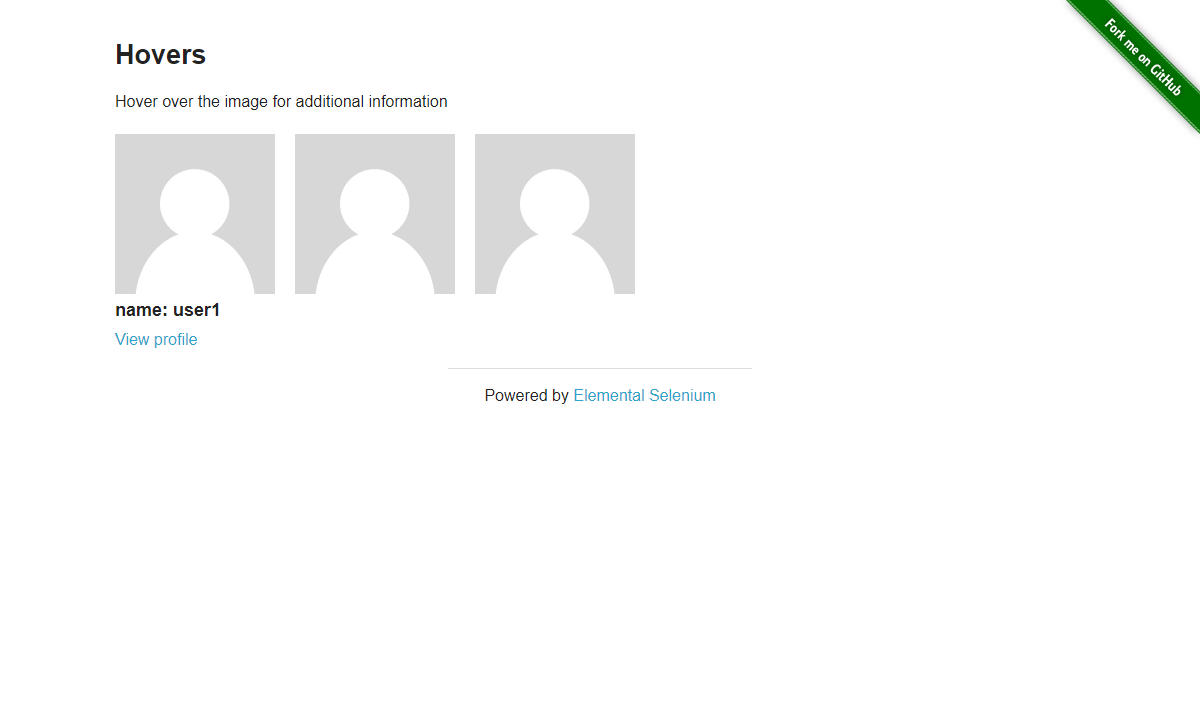 Hovers
Fork me on GitHub
Hover over the image for additional information
name: user1
View profile
Powered by Elemental Selenium